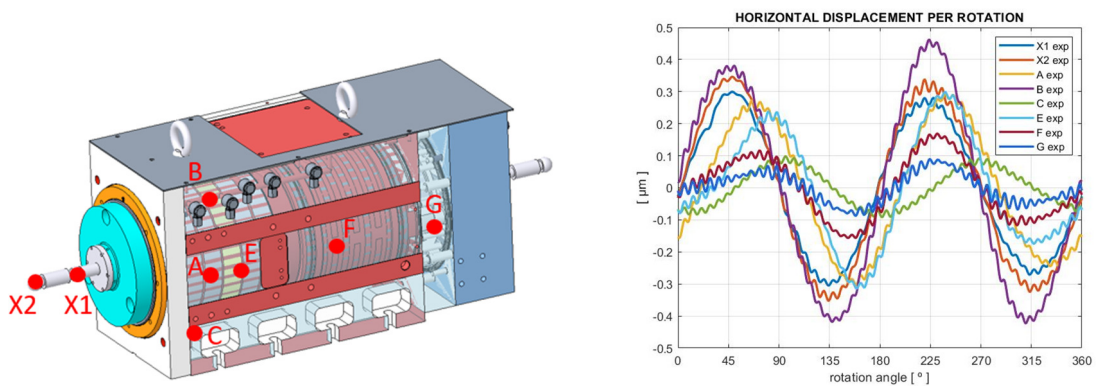 B
G
F
A
E
X2
X1
C
HORIZONTAL DISPLACEMENT PER ROTATION
0.5
0.4
0.3
0.2
0.1
0
-0.1
-0.2
-0.3
-0.4
-0.5
[ µm ]
X1 exp
X2 exp
A exp
B exp
C exp
E exp
F exp
G exp
0 45 90 135 180 225 270 315 360
rotation angle [ º ]